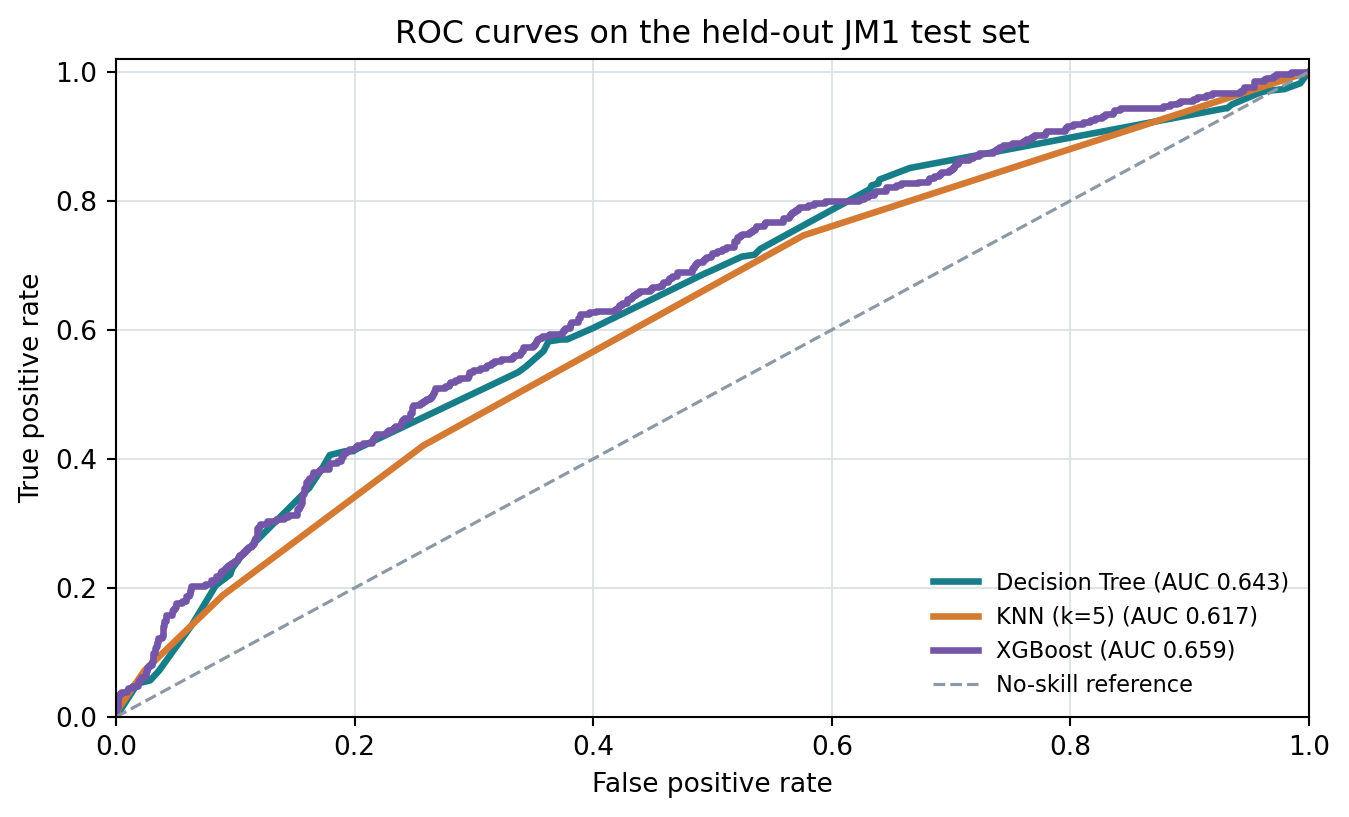 ROC curves on the held-out JM1 test set
True positive rate
1.0
0.8
0.6
0.4
0.2
0.0
0.0 0.2 0.4 0.6 0.8 1.0
False positive rate
Decision Tree (AUC 0.643)
KNN (k=5) (AUC 0.617)
XGBoost (AUC 0.659)
No-skill reference